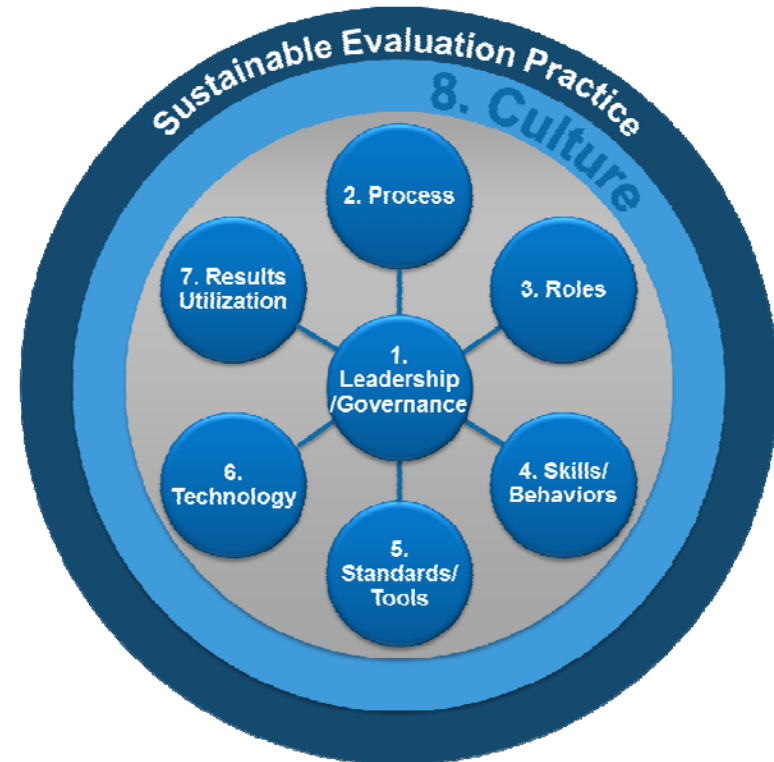 Sustainable Evaluation Practice
8. Culture
2. Process
3. Roles
7. Results
Utilization
1.
Leadership
/Governance
4. Skills/
Behaviors
6.
Technology
5.
Standards/
Tools